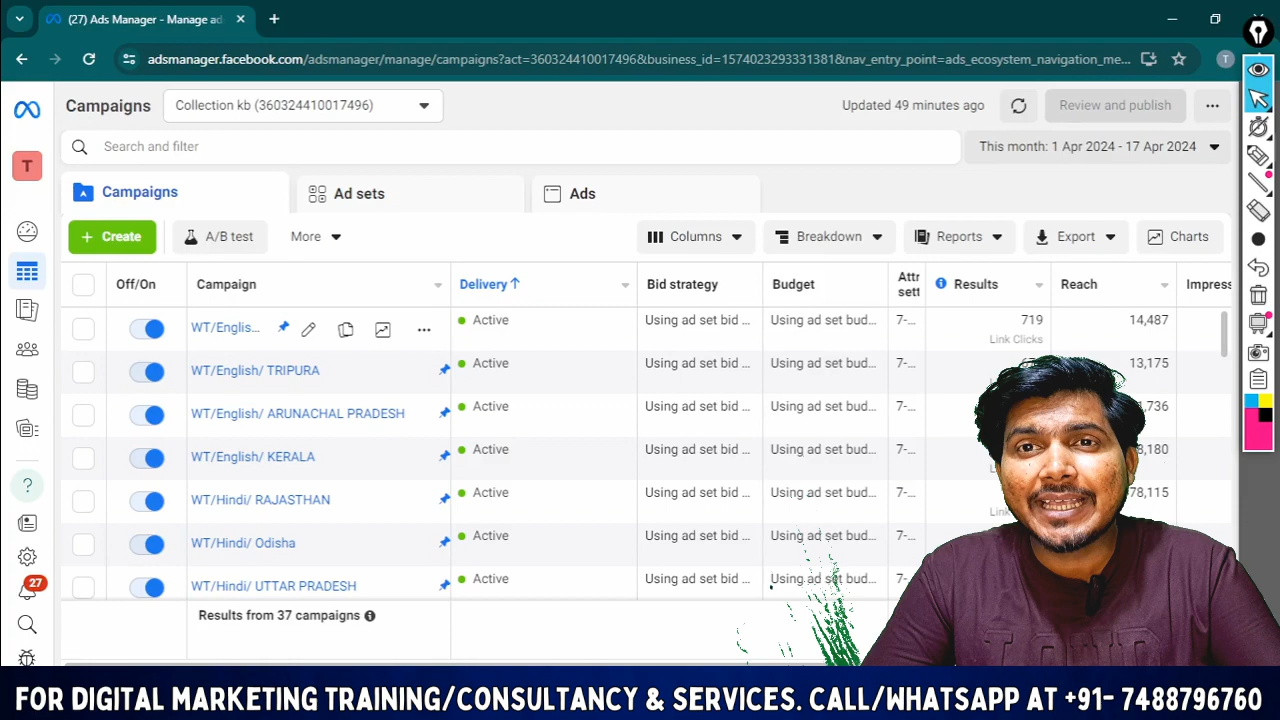 (27) Ads Manager - Manage ad
adsmanager.facebook.com/adsmanager/manage/campaigns?act=360324410017496&business_id=1574023293331381&nav_entry_point=ads_ecosystem_navigation_me...
T
Campaigns
Collection kb (360324410017496)
Updated 49 minutes ago
Review and publish
T
Search and filter
This month: 1 Apr 2024 - 17 Apr 2024
Campaigns
Ad sets
Ads
+ Create
A/B test
More
Columns
Breakdown
Reports
Export
Charts
Off/On
Campaign
Delivery ↑
Bid strategy
Budget
Attr sett
Results
Reach
Impress
WT/Englis...
Active
Using ad set bid ...
Using ad set bud...
7-...
719
Link Clicks
14,487
WT/English/ TRIPURA
Active
Using ad set bid ...
Using ad set bud...
7-...
13,175
WT/English/ ARUNACHAL PRADESH
Active
Using ad set bid ...
Using ad set bud...
7-...
,736
WT/English/ KERALA
Active
Using ad set bid ...
Using ad set bud...
7-...
,180
WT/Hindi/ RAJASTHAN
Active
Using ad set bid ...
Using ad set bud...
7-...
78,115
WT/Hindi/ Odisha
Active
Using ad set bid ...
Using ad set bud...
7-...
WT/Hindi/ UTTAR PRADESH
Active
Using ad set bid ...
Using ad set bud...
7-...
Results from 37 campaigns
27
FOR DIGITAL MARKETING TRAINING/CONSULTANCY & SERVICES. CALL/WHATSAPP AT +91- 7488796760